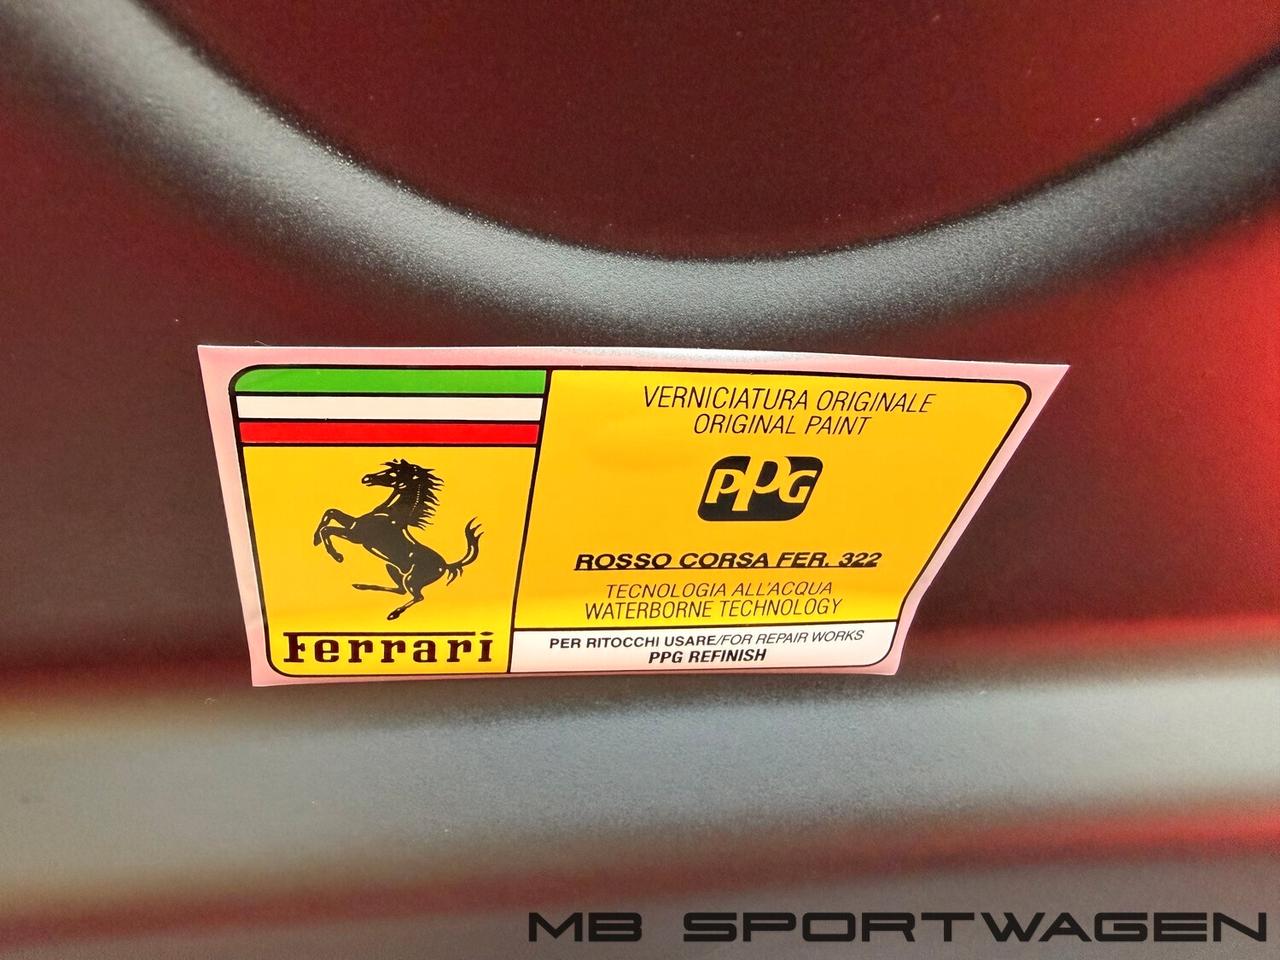 VERNICIATURA ORIGINALE
ORIGINAL PAINT
PPG
ROSSO CORSA FER. 322
TECNOLOGIA ALL'ACQUA
WATERBORNE TECHNOLOGY
PER RITOCCHI USARE/FOR REPAIR WORKS
PPG REFINISH
Ferrari
MB SPORTWAGEN